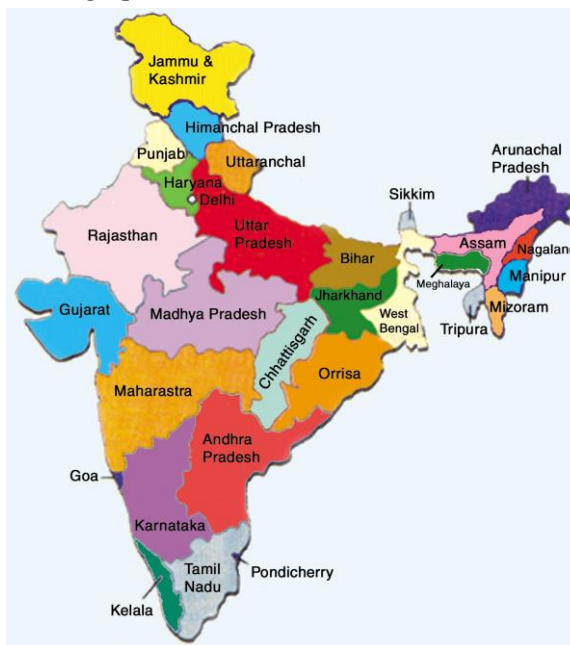 Jammu &
Kashmir
Himanchal Pradesh
Punjab
Uttaranchal
Haryana
Delhi
Arunachal
Pradesh
Sikkim
Rajasthan
Uttar
Pradesh
Bihar
Assam
Nagaland
Meghalaya
Manipur
Gujarat
Madhya Pradesh
Jharkhand
West
Bengal
Tripura
Mizoram
Chhattisgarh
Maharastra
Orrisa
Andhra
Pradesh
Goa
Karnataka
Tamil
Nadu
Pondicherry
Kelala